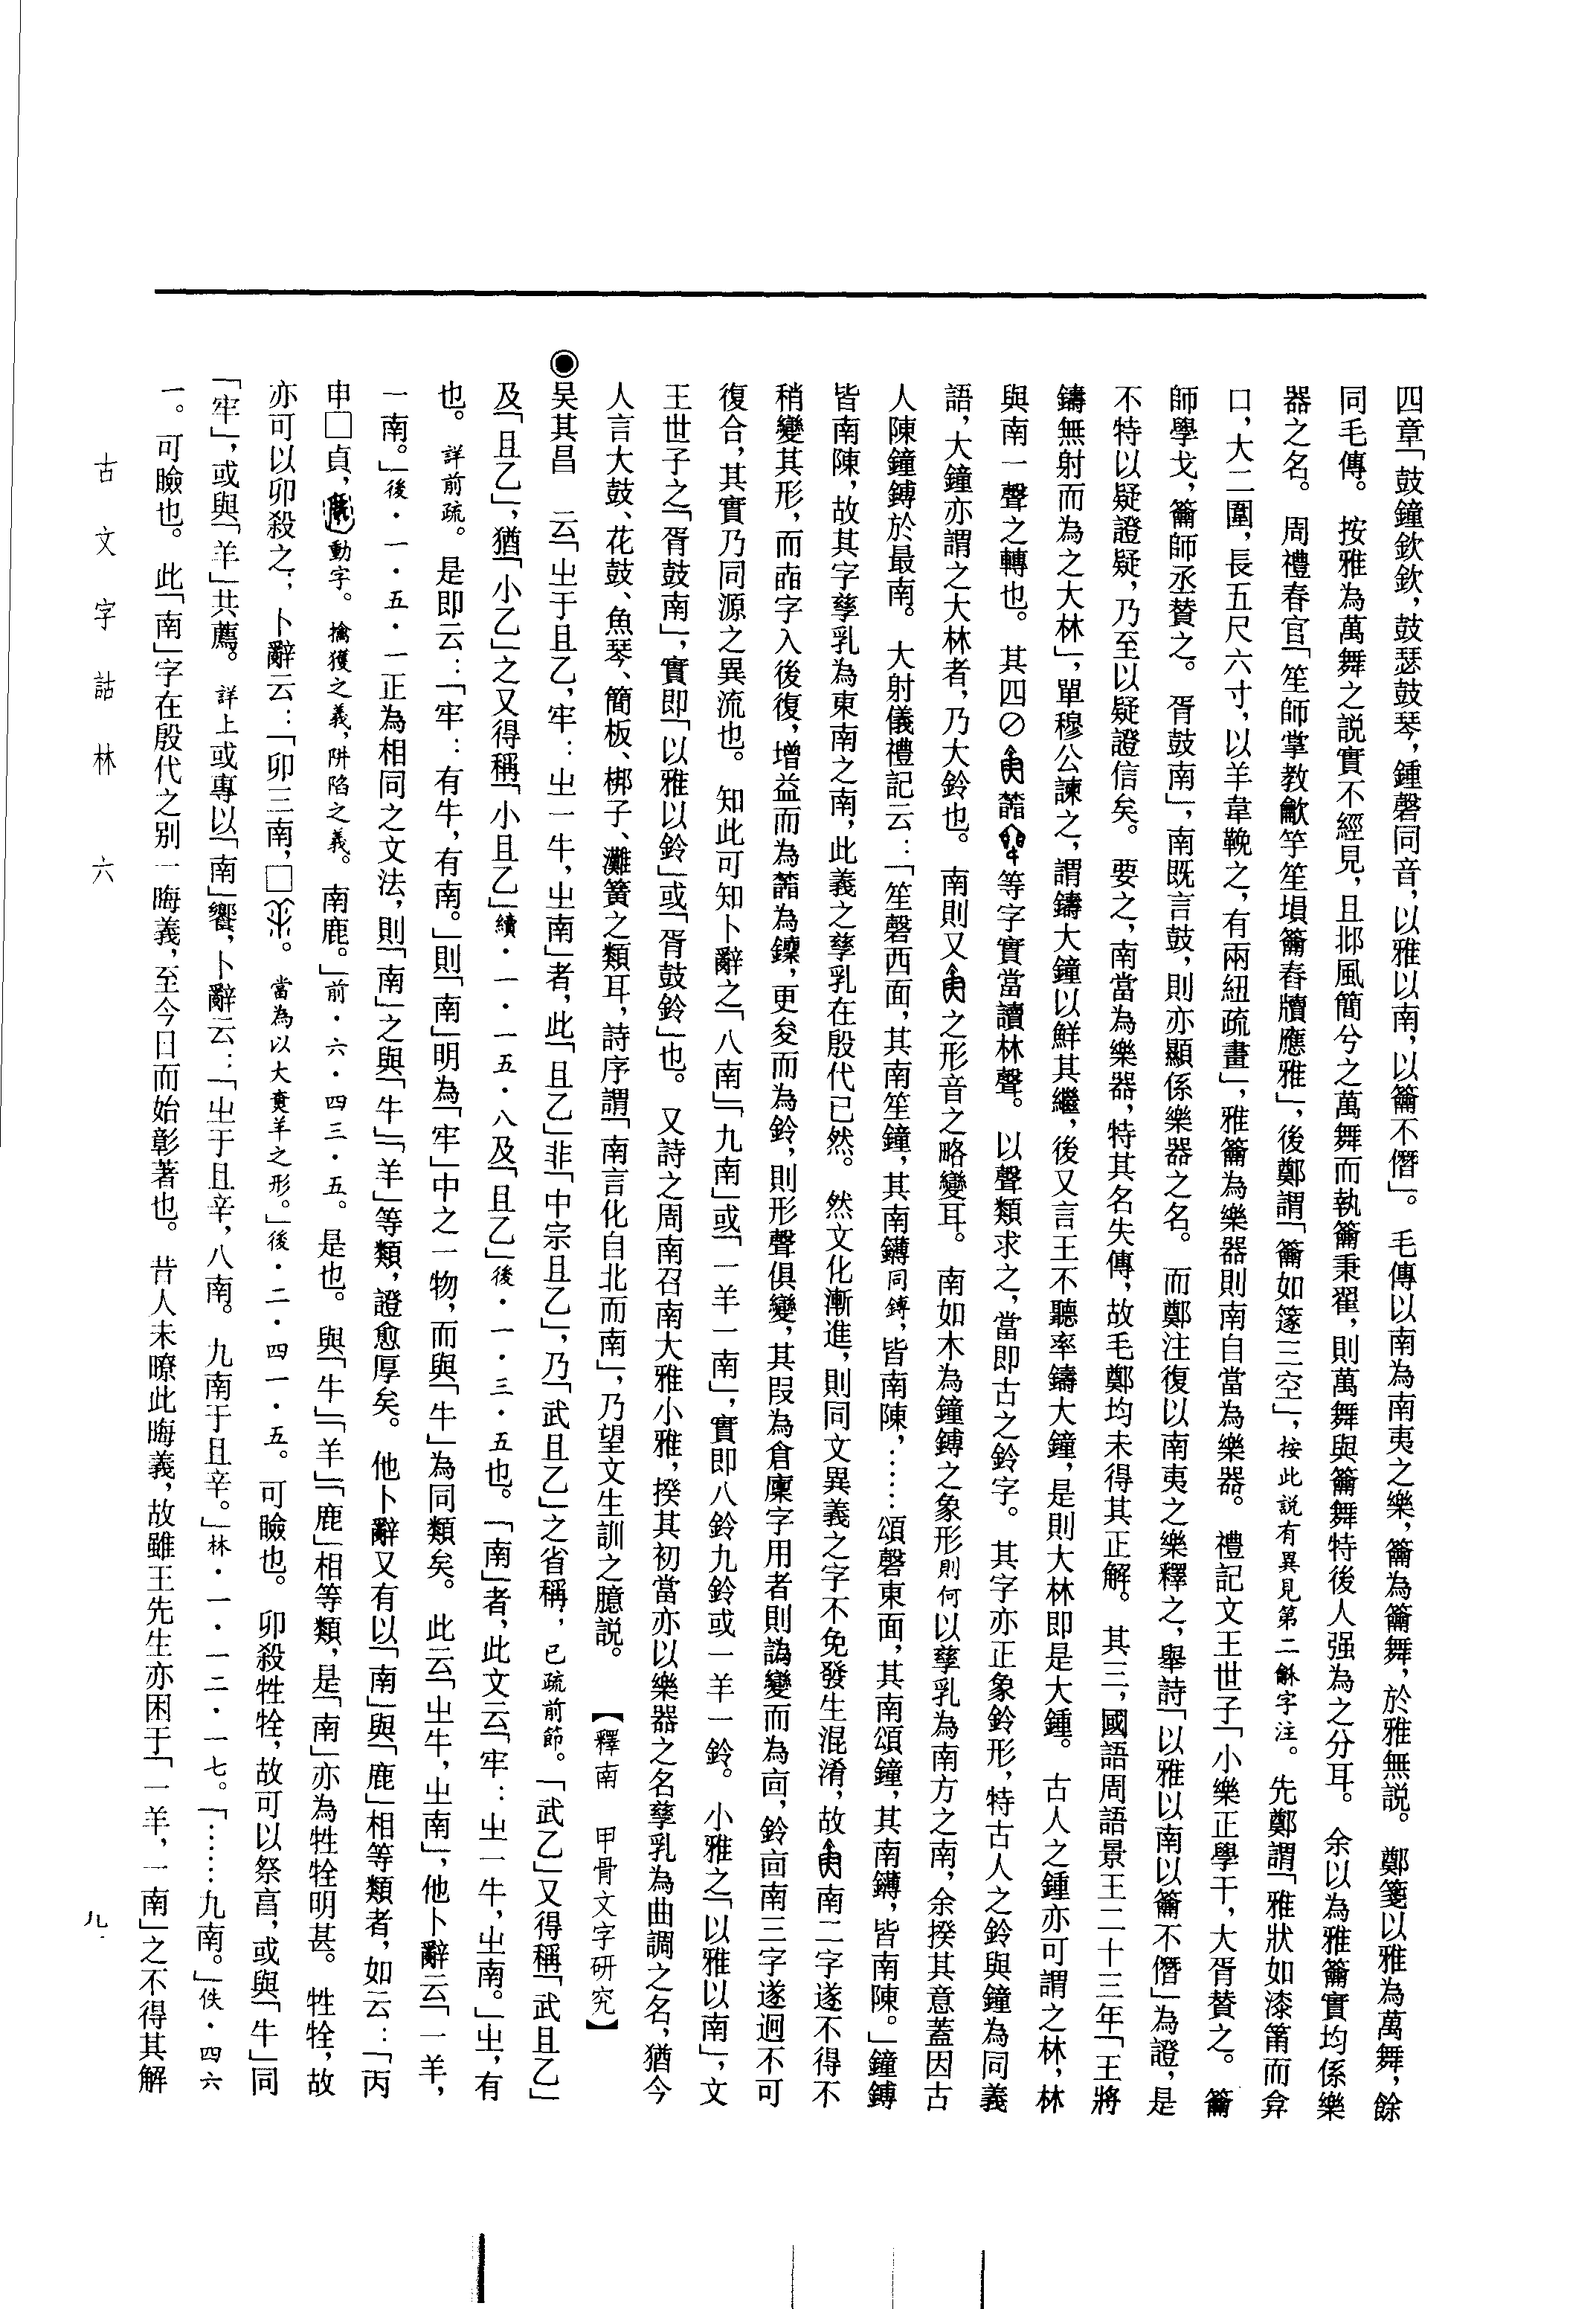 四章「鼓鐘欽欽，鼓瑟鼓琴，鍾磬同音，以雅以南，以籥不僭」。毛傳以南為南夷之樂，籥為籥舞，於雅無説。鄭箋以雅為萬舞，餘
同毛傳。按雅為萬舞之説實不經見，且邶風簡兮之萬舞而執籥秉翟，則萬舞與籥舞特後人强為之分耳。余以為雅籥實均係樂
器之名。周禮春官「笙師掌教龡竽笙塤籥舂牘應雅」，後鄭謂「籥如篴三空」，按此説有異見第二龢字注。先鄭謂「雅狀如漆筩而弇
口，大二圍，長五尺六寸，以羊韋鞔之，有兩紐疏畫」，雅籥為樂器則南自當為樂器。禮記文王世子「小樂正學干，大胥贊之。籥
師學戈，籥師丞贊之。胥鼓南」，南既言鼓，則亦顯係樂器之名。而鄭注復以南夷之樂釋之，舉詩「以雅以南以籥不僭」為證，是
不特以疑證疑，乃至以疑證信矣。要之，南當為樂器，特其名失傳，故毛鄭均未得其正解。其三，國語周語景王二十三年「王將
鑄無射而為之大林」，單穆公諫之，謂鑄大鐘以鮮其繼，後又言王不聽率鑄大鐘，是則大林即是大鍾。古人之鍾亦可謂之林，林
與南一聲之轉也。其四等字實當讀林聲。以聲類求之，當即古之鈴字。其字亦正象鈴形，特古人之鈴與鐘為同義
語，大鐘亦謂之大林者，乃大鈴也。南則又之形音之略變耳。南如木為鐘鎛之象形則何以孳乳為南方之南，余揆其意蓋因古
人陳鐘鎛於最南。大射儀禮記云：「笙磬西面，其南笙鐘，其南鑮同鎛，皆南陳，……頌磬東面，其南頌鐘，其南鑮，皆南陳。」鐘鎛
皆南陳，故其字孳乳為東南之南，此義之孳乳在殷代已然。然文化漸進，則同文異義之字不免發生混淆，故南二字遂不得不
稍變其形，而㐭字入後復，增益而為為，更夋而為鈴，則形聲俱變，其叚為倉廩字用者則譌變而為㐭，鈴㐭南三字遂迥不可
復合，其實乃同源之異流也。知此可知卜辭之「八南」「九南」或「一羊一南」，實即八鈴九鈴或一羊一鈴。小雅之「以雅以南」，文
王世子之「胥鼓南」，實即「以雅以鈴」或「胥鼓鈴」也。又詩之周南召南大雅小雅，揆其初當亦以樂器之名孳乳為曲調之名，猶今
人言大鼓、花鼓、魚琴、簡板、梆子、灘簧之類耳，詩序謂「南言化自北而南」，乃望文生訓之臆説。　【釋南　甲骨文字研究】
◉吴其昌　云「㞢于且乙，牢：㞢一牛，㞢南」者，此「且乙」非「中宗且乙」，乃「武且乙」之省稱，已疏前節。「武乙」又得稱「武且乙」
及「且乙」，猶「小乙」之又得稱「小且乙」續·一·一五·八及「且乙」後·一·三·五也。「南」者，此文云「牢：㞢一牛，㞢南。」㞢，有
也。詳前疏。是即云：「牢：有牛，有南。」則「南」明為「牢」中之一物，而與「牛」為同類矣。此云「㞢牛，㞢南」，他卜辭云「一羊，
一南。」後·一·五·一正為相同之文法，則「南」之與「牛」「羊」等類，證愈厚矣。他卜辭又有以「南」與「鹿」相等類者，如云：「丙
申□貞，動字。擒獲之義，阱陷之義。南鹿。」前·六·四三·五。是也。與「牛」「羊」「鹿」相等類，是「南」亦為牲牷明甚。牲牷，故
亦可以卯殺之；卜辭云：「卯三南，□。當為以大𤉡羊之形。」後·二·四一·五。可驗也。卯殺牲牷，故可以祭亯，或與「牛」同
「牢」，或與「羊」共薦。詳上或專以「南」饗，卜辭云：「㞢于且辛，八南。九南于且辛。」林·一·一二·一七。「……九南。」佚·四六
一。可驗也。此「南」字在殷代之别一晦義，至今日而始彰著也。昔人未暸此晦義，故雖王先生亦困于「一羊，一南」之不得其解
古文字詁林　六
九